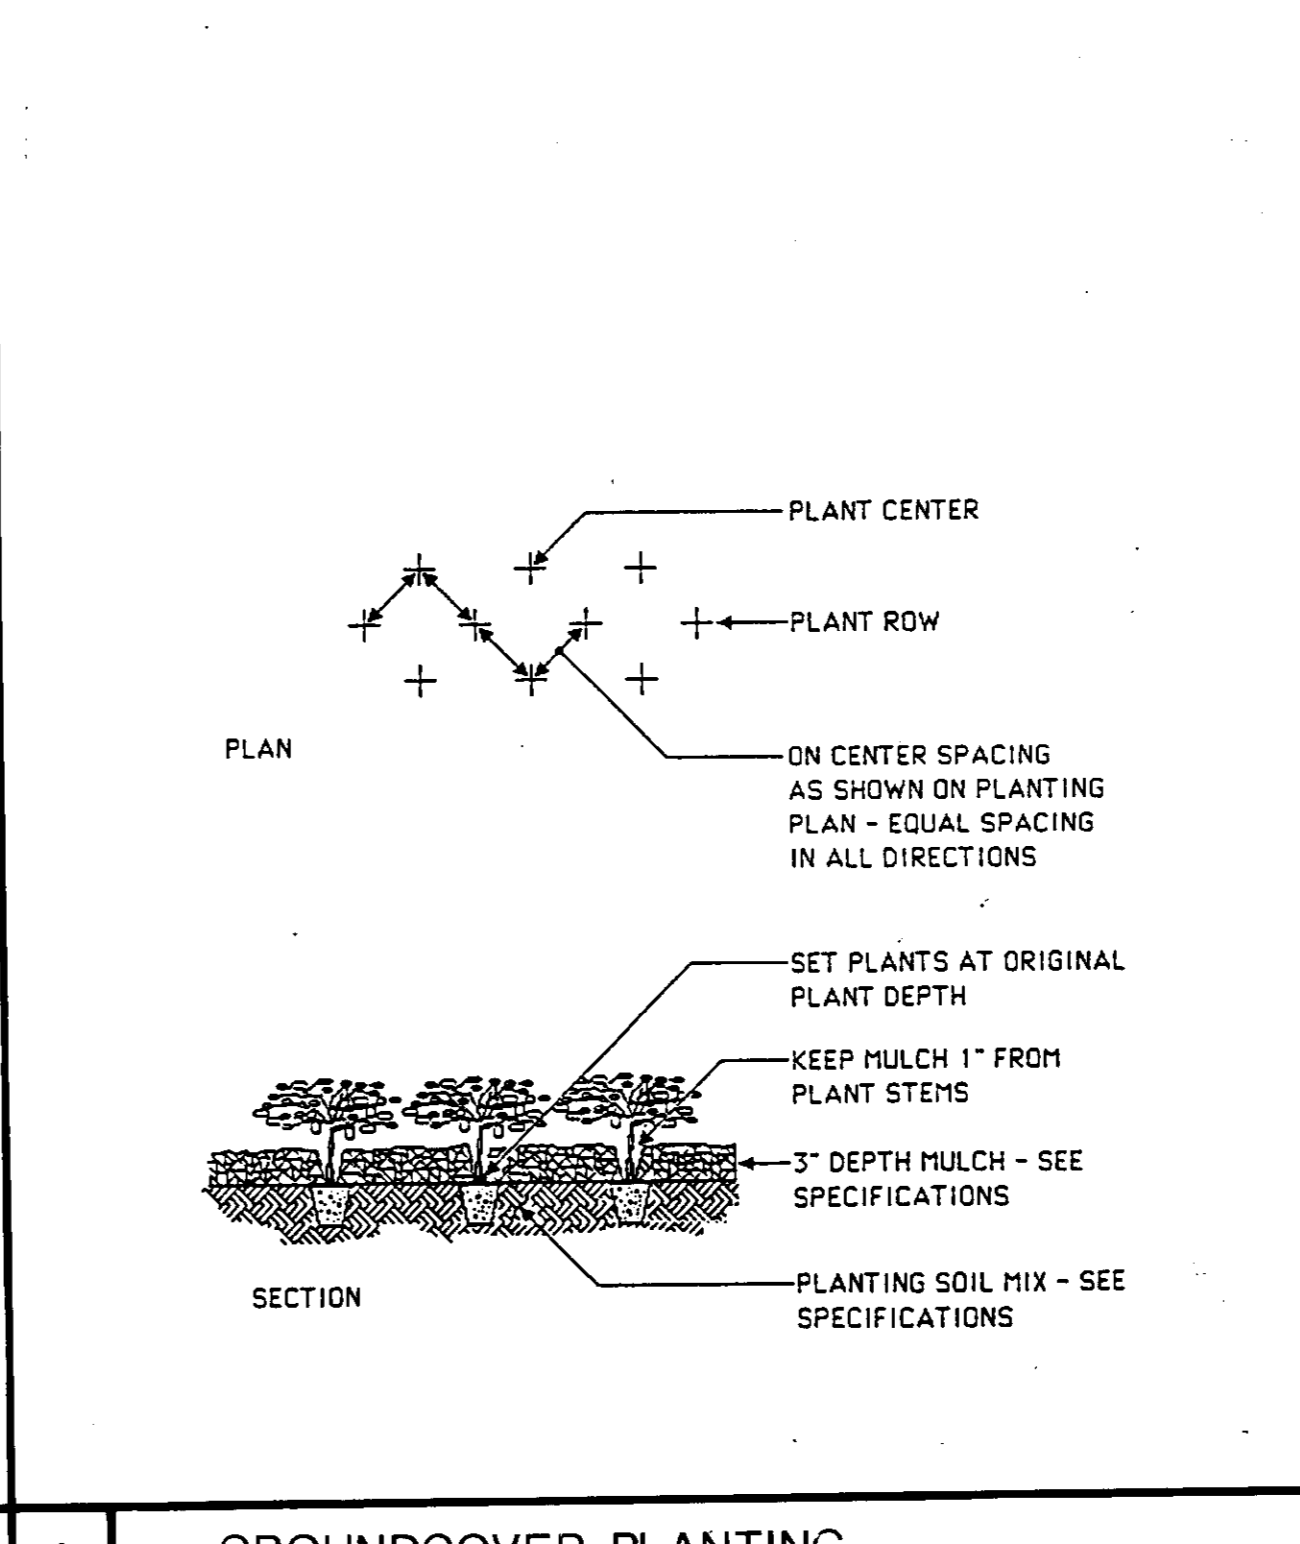 PLANT CENTER
PLANT ROW
PLAN
ON CENTER SPACING
AS SHOWN ON PLANTING
PLAN - EQUAL SPACING
IN ALL DIRECTIONS
SET PLANTS AT ORIGINAL
PLANT DEPTH
KEEP MULCH 1" FROM
PLANT STEMS
3" DEPTH MULCH - SEE
SPECIFICATIONS
PLANTING SOIL MIX - SEE
SPECIFICATIONS
SECTION
GROUNDCOVER PLANTING